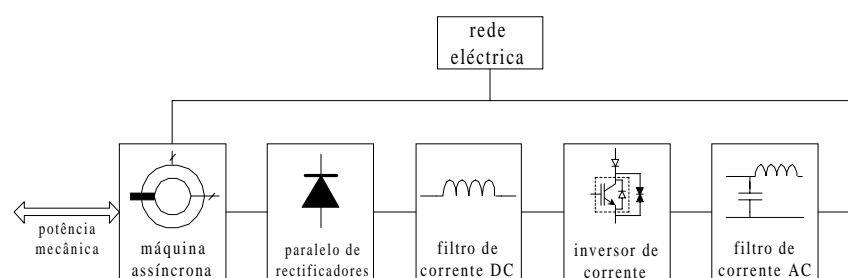 rede
eléctrica
potência
mecânica
máquina
assíncrona
paralelo de
rectificadores
filtro de
corrente DC
inversor de
corrente
filtro de
corrente AC